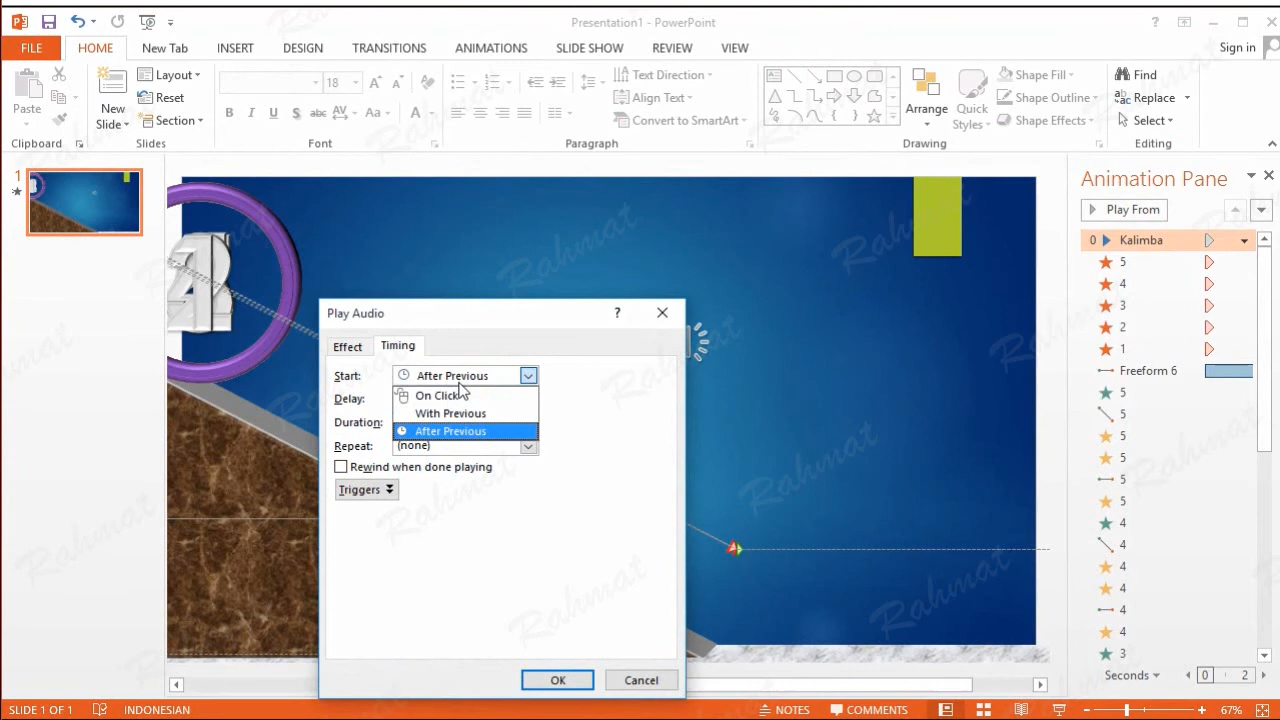 Presentation1 - PowerPoint
FILE HOME New Tab INSERT DESIGN TRANSITIONS ANIMATIONS SLIDE SHOW REVIEW VIEW Sign in
Paste
Clipboard
New Slide
Layout
Reset
Section
Slides
18
B I U S abc AV Aa A
Font
Text Direction
Align Text
Convert to SmartArt
Paragraph
Arrange
Quick Styles
Shape Fill
Shape Outline
Shape Effects
Drawing
Find
Replace
Select
Editing
1
Animation Pane
Play From
0 Kalimba
5
4
3
2
1
Freeform 6
5
5
5
5
5
5
4
4
4
4
4
4
3
Seconds 0 2
Play Audio
Effect Timing
Start: After Previous
On Click
With Previous
After Previous
Delay:
Duration:
Repeat: (none)
Rewind when done playing
Triggers
OK Cancel
SLIDE 1 OF 1 INDONESIAN NOTES COMMENTS 67%
Rahmat